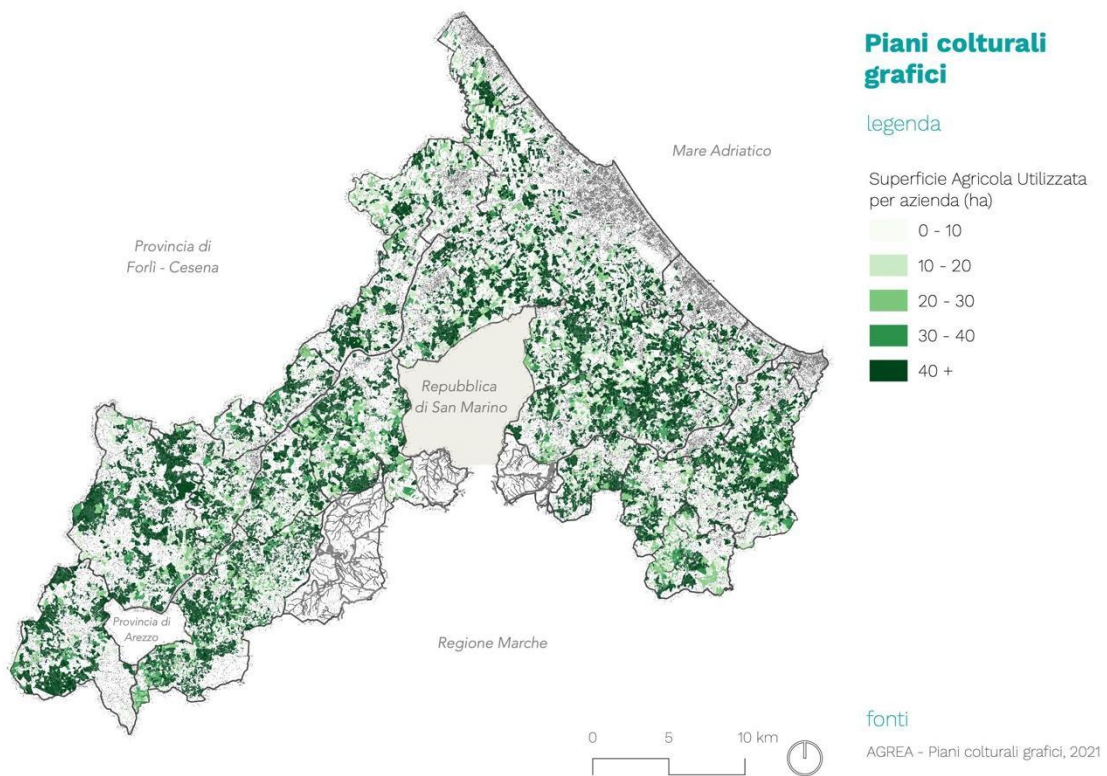 Piani colturali
grafici
legenda
Superficie Agricola Utilizzata
per azienda (ha)
0 - 10
10 - 20
20 - 30
30 - 40
40 +
Mare Adriatico
Provincia di
Forlì - Cesena
Repubblica
di San Marino
Provincia di
Arezzo
Regione Marche
0 5 10 km
fonti
AGREA - Piani colturali grafici, 2021